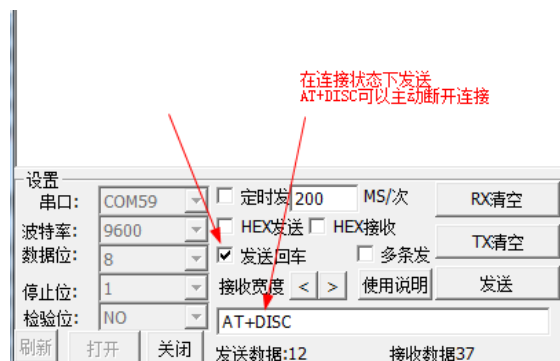 在连接状态下发送
AT+DISC可以主动断开连接
设置
串口: COM59 定时发 200 MS/次 RX清空
波特率: 9600 HEX发送 HEX接收 TX清空
数据位: 8 发送回车 多条发
停止位: 1 接收宽度 < > 使用说明 发送
检验位: NO AT+DISC
刷新 打开 关闭 发送数据:12 接收数据37